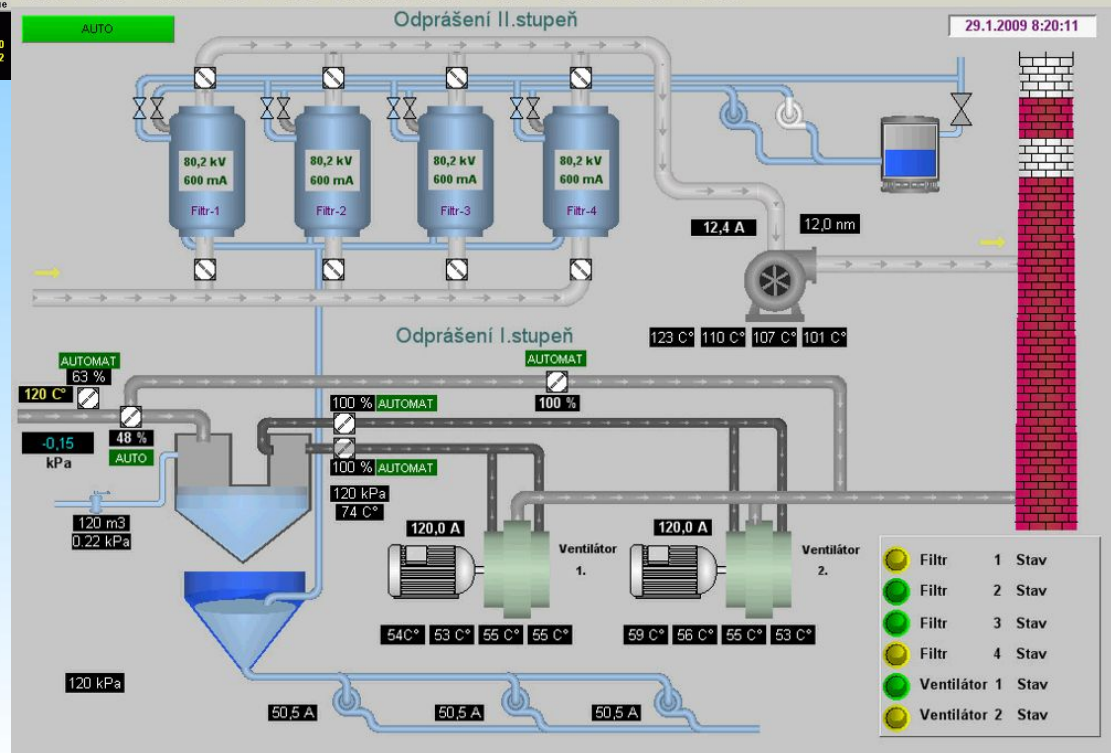 ue
AUTO
Odprášení II.stupeň
29.1.2009 8:20:11
0
2
80,2 kV
600 mA
Filtr-1
80,2 kV
600 mA
Filtr-2
80,2 kV
600 mA
Filtr-3
80,2 kV
600 mA
Filtr-4
12,4 A
12,0 nm
123 C° 110 C° 107 C° 101 C°
Odprášení I.stupeň
AUTOMAT
63 %
120 C°
48 %
AUTO
-0,15
kPa
AUTOMAT
100 %
100 % AUTOMAT
100 % AUTOMAT
120 kPa
74 C°
120 m3
0.22 kPa
120,0 A
Ventilátor
1.
54C° 53 C° 55 C° 55 C°
120,0 A
Ventilátor
2.
59 C° 56 C° 55 C° 53 C°
120 kPa
50,5 A
50,5 A
50,5 A
Filtr 1 Stav
Filtr 2 Stav
Filtr 3 Stav
Filtr 4 Stav
Ventilátor 1 Stav
Ventilátor 2 Stav